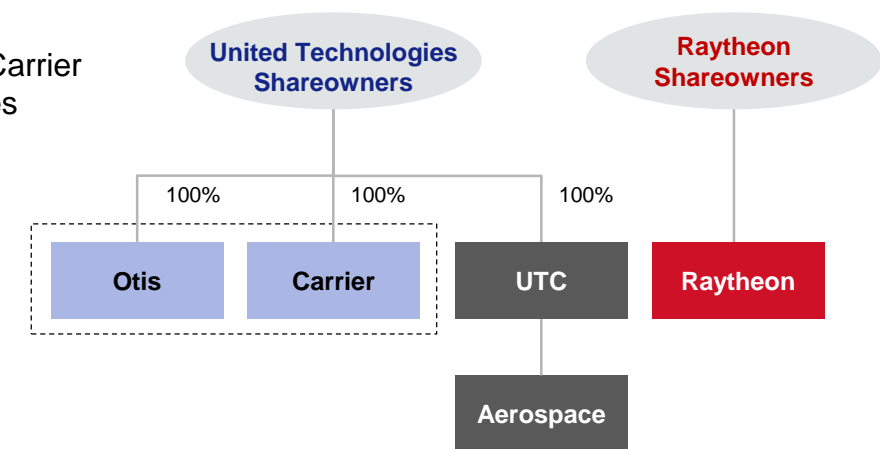 Carrier
United Technologies
Shareowners
Raytheon
Shareowners
100%
100%
100%
Otis
Carrier
UTC
Raytheon
Aerospace